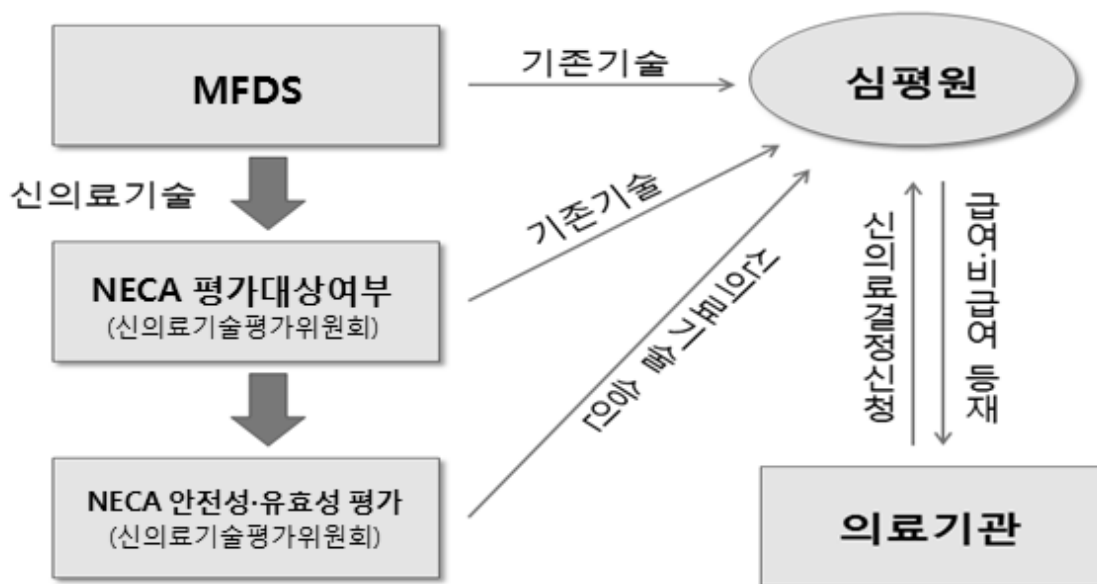 MFDS
기존기술
심평원
신의료기술
기존기술
NECA 평가대상여부
(신의료기술평가위원회)
신의료기술 승인
신의료결정신청
급여·비급여 등재
NECA 안전성·유효성 평가
(신의료기술평가위원회)
의료기관